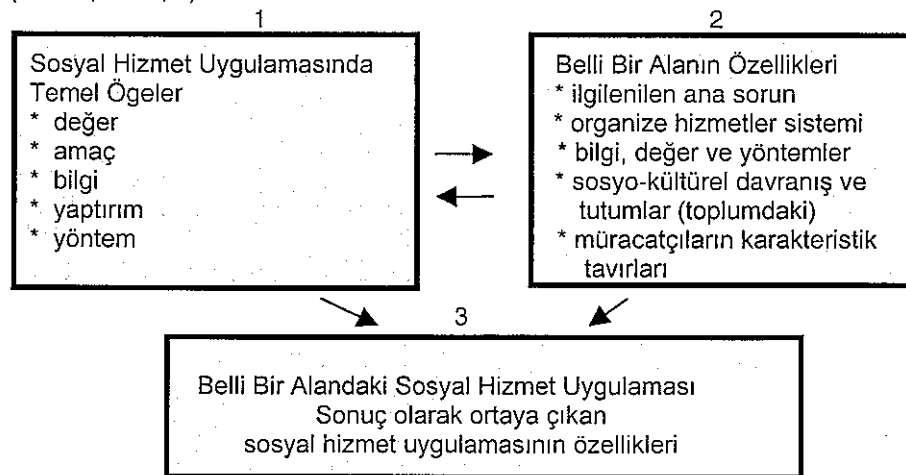 1
Sosyal Hizmet Uygulamasında
Temel Ögeler
* değer
* amaç
* bilgi
* yaptırım
* yöntem
2
Belli Bir Alanın Özellikleri
* ilgilenilen ana sorun
* organize hizmetler sistemi
* bilgi, değer ve yöntemler
* sosyo-kültürel davranış ve
tutumlar (toplumdaki)
* müracatçıların karakteristik
tavırları
3
Belli Bir Alandaki Sosyal Hizmet Uygulaması
Sonuç olarak ortaya çıkan
sosyal hizmet uygulamasının özellikleri